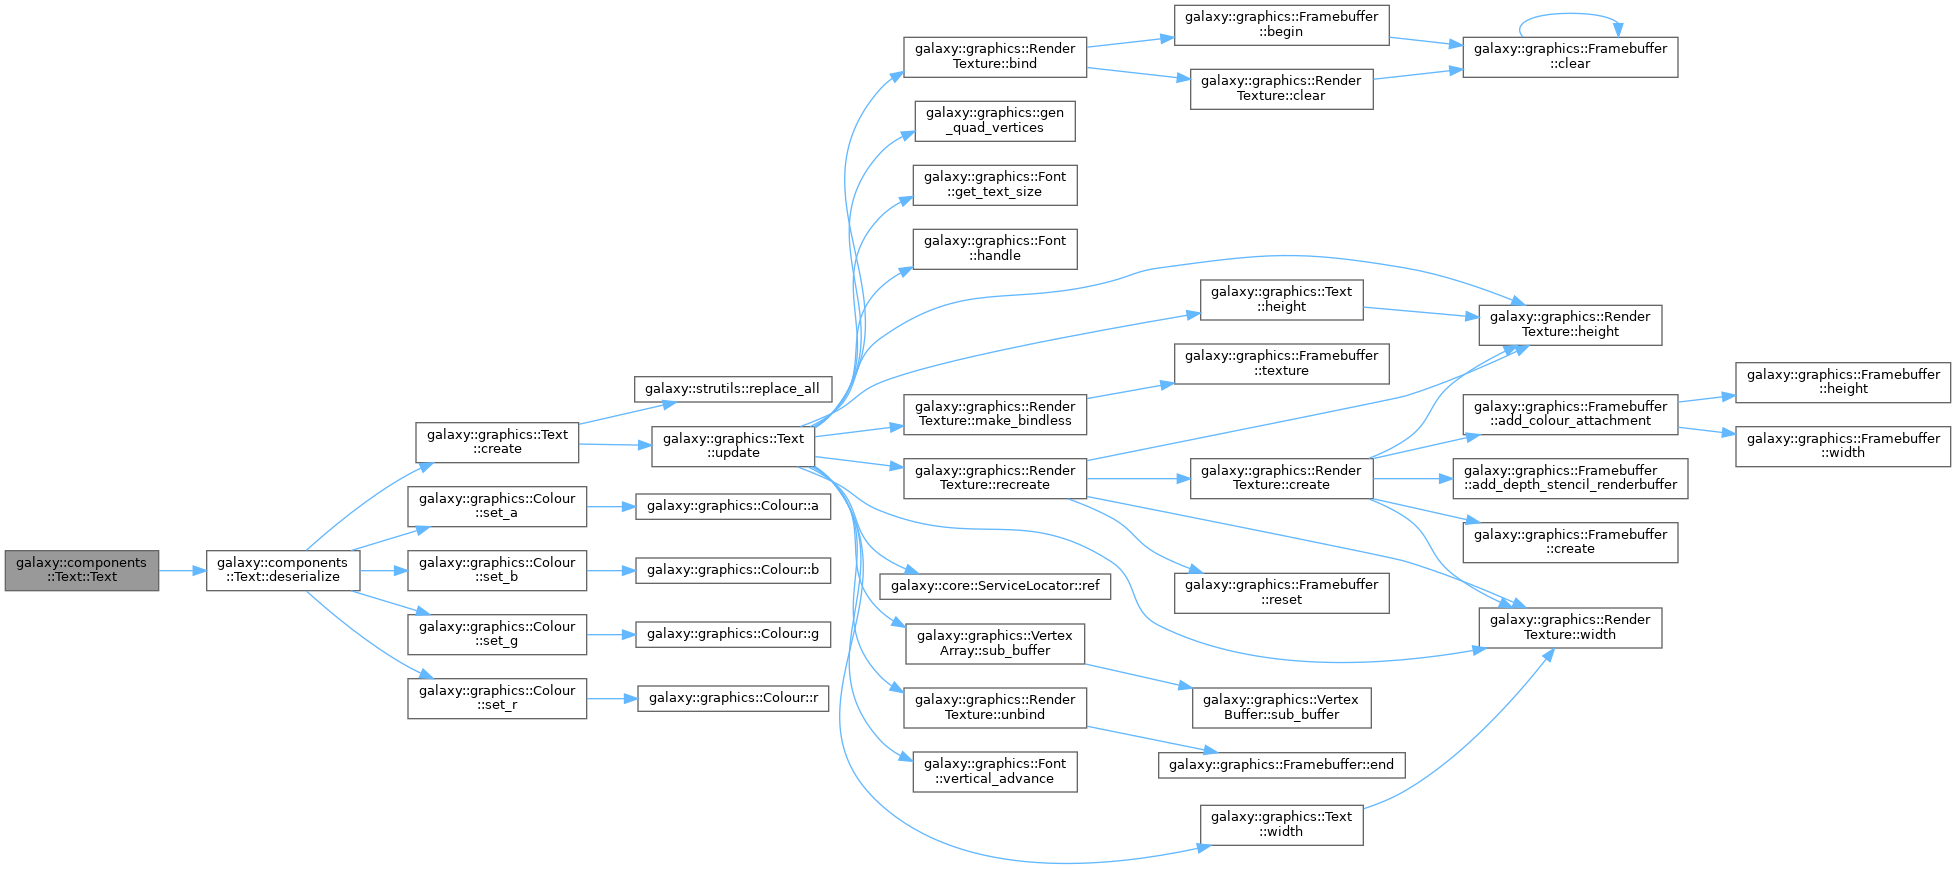 galaxy::components
::Text::Text
galaxy::components
::Text::deserialize
galaxy::graphics::Text
::create
galaxy::graphics::Colour
::set_a
galaxy::graphics::Colour
::set_b
galaxy::graphics::Colour
::set_g
galaxy::graphics::Colour
::set_r
galaxy::strutils::replace_all
galaxy::graphics::Text
::update
galaxy::graphics::Colour::a
galaxy::graphics::Colour::b
galaxy::graphics::Colour::g
galaxy::graphics::Colour::r
galaxy::graphics::Render
Texture::bind
galaxy::graphics::gen
_quad_vertices
galaxy::graphics::Font
::get_text_size
galaxy::graphics::Font
::handle
galaxy::graphics::Text
::height
galaxy::graphics::Render
Texture::make_bindless
galaxy::graphics::Render
Texture::recreate
galaxy::core::ServiceLocator::ref
galaxy::graphics::Vertex
Array::sub_buffer
galaxy::graphics::Render
Texture::unbind
galaxy::graphics::Font
::vertical_advance
galaxy::graphics::Text
::width
galaxy::graphics::Framebuffer
::begin
galaxy::graphics::Render
Texture::clear
galaxy::graphics::Framebuffer
::clear
galaxy::graphics::Render
Texture::height
galaxy::graphics::Framebuffer
::texture
galaxy::graphics::Render
Texture::create
galaxy::graphics::Framebuffer
::reset
galaxy::graphics::Framebuffer
::add_colour_attachment
galaxy::graphics::Framebuffer
::add_depth_stencil_renderbuffer
galaxy::graphics::Framebuffer
::create
galaxy::graphics::Render
Texture::width
galaxy::graphics::Framebuffer
::height
galaxy::graphics::Framebuffer
::width
galaxy::graphics::Vertex
Buffer::sub_buffer
galaxy::graphics::Framebuffer::end